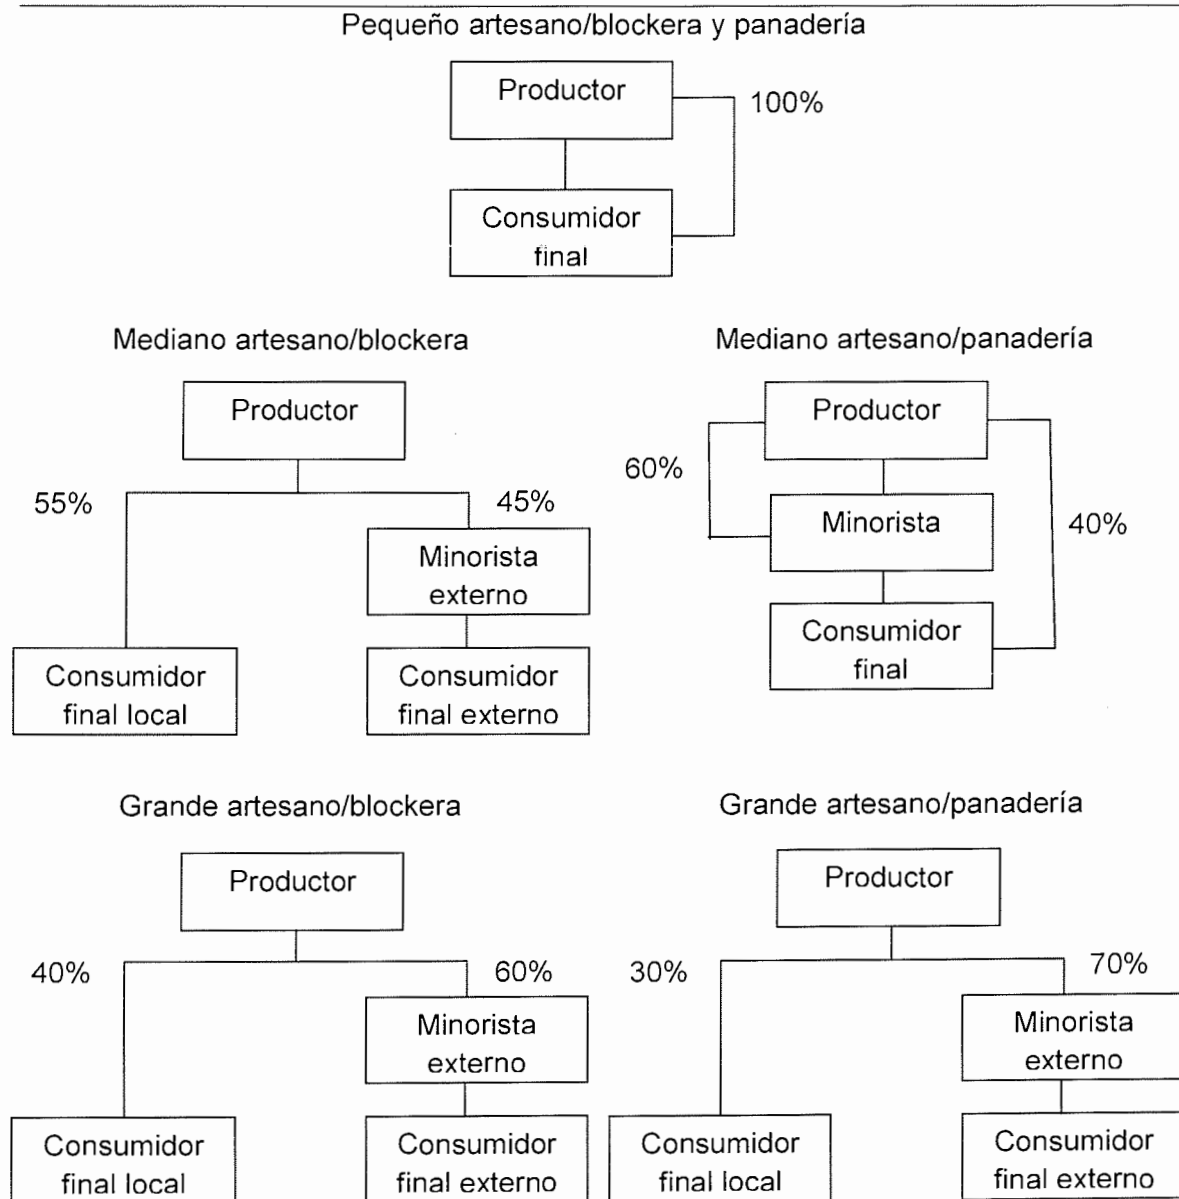 Pequeño artesano/blockera y panadería
Productor
100%
Consumidor
final
Mediano artesano/blockera
Productor
55%
45%
Minorista
externo
Consumidor
final local
Consumidor
final externo
Mediano artesano/panadería
Productor
60%
Minorista
40%
Consumidor
final
Grande artesano/blockera
Productor
40%
60%
Minorista
externo
Consumidor
final local
Consumidor
final externo
Grande artesano/panadería
Productor
30%
70%
Minorista
externo
Consumidor
final local
Consumidor
final externo